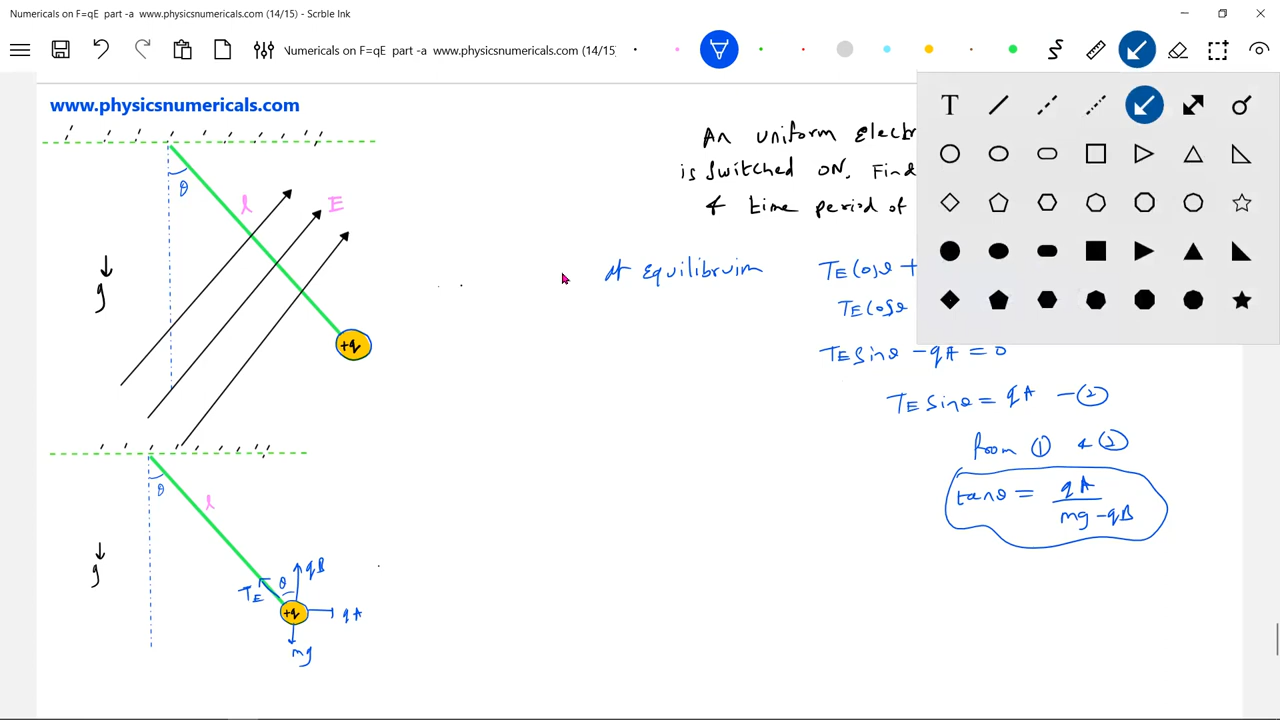 Numericals on F=qE part -a www.physicsnumericals.com (14/15) - Scrble Ink
Numericals on F=qE part -a www.physicsnumericals.com (14/15)
T
www.physicsnumericals.com
An uniform Electr
is switched ON. Find
& time period of
θ
l
E
g
+q
At Equilibruim
TE Cosθ +
TE Cosθ
TE Sinθ - qA = 0
TE Sinθ = qA - ②
from ① & ②
tanθ = qA / mg-qB
θ
l
g
TE
θ
qB
+q
qA
mg